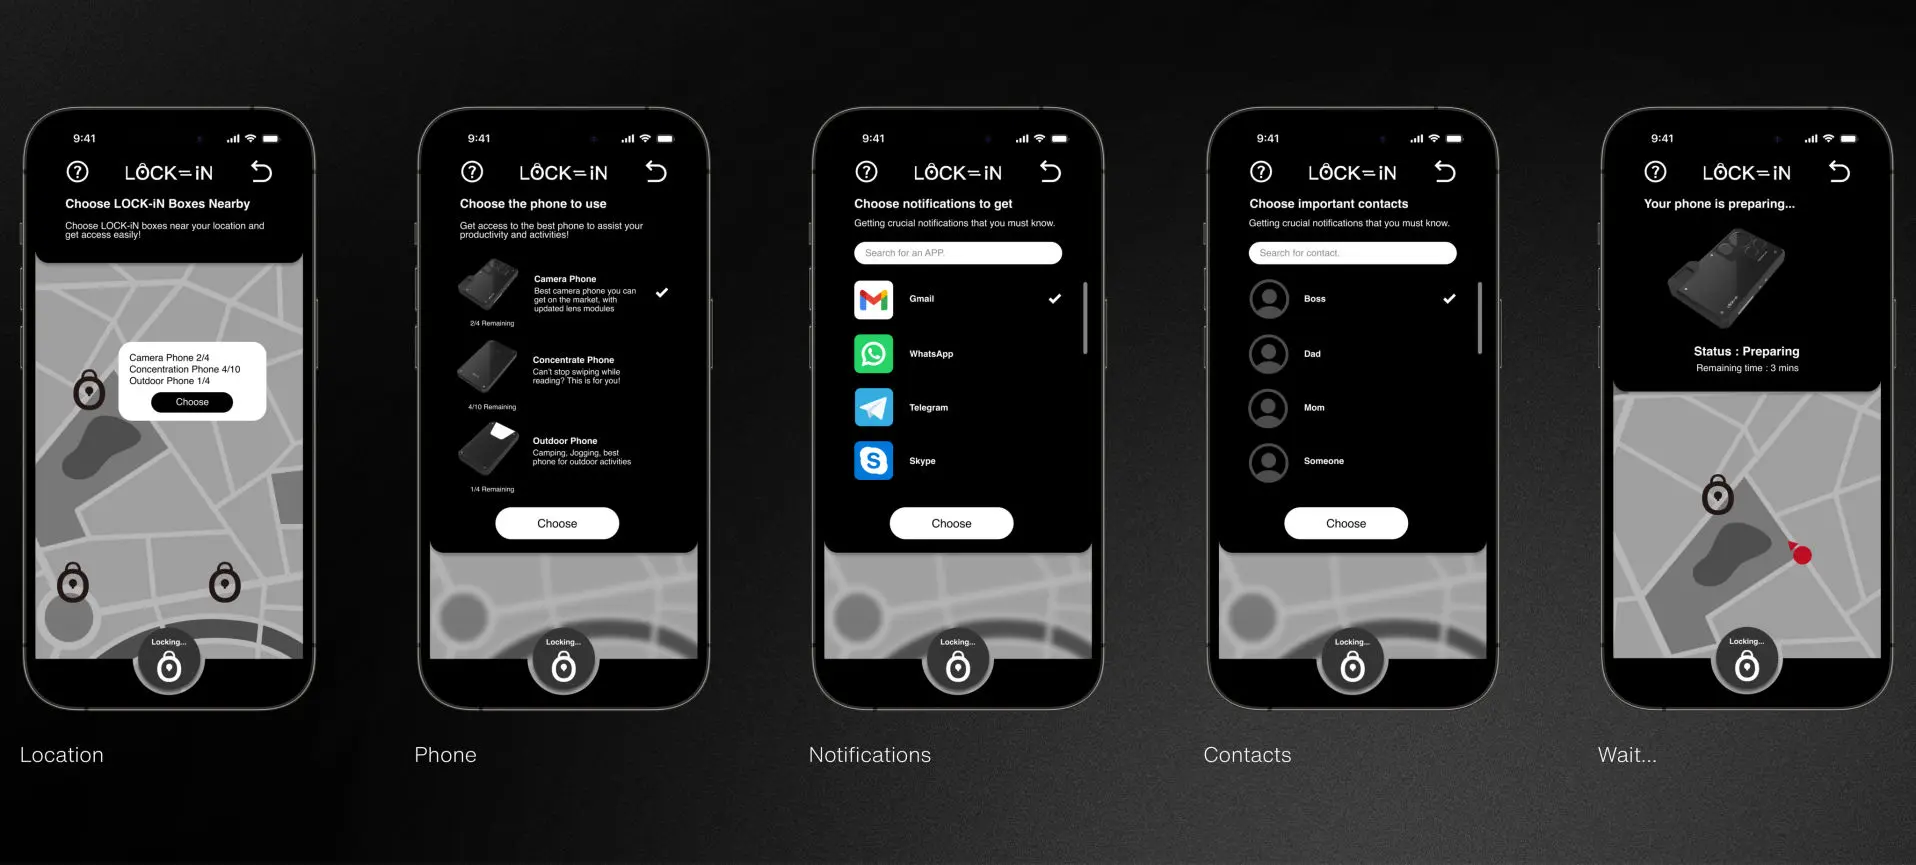 9:41
LOCK-iN
Choose LOCK-iN Boxes Nearby
Choose LOCK-iN boxes near your location and
get access easily!
Camera Phone 2/4
Concentration Phone 4/10
Outdoor Phone 1/4
Choose
Locking...
Location
9:41
LOCK-iN
Choose the phone to use
Get access to the best phone to assist your
productivity and activities!
Camera Phone
Best camera phone you can
get on the market, with
updated lens modules
2/4 Remaining
Concentrate Phone
Can't stop swiping while
reading? This is for you!
4/10 Remaining
Outdoor Phone
Camping, Jogging, best
phone for outdoor activities
1/4 Remaining
Choose
Locking...
Phone
9:41
LOCK-iN
Choose notifications to get
Getting crucial notifications that you must know.
Search for an APP.
Gmail
WhatsApp
Telegram
Skype
Choose
Locking...
Notifications
9:41
LOCK-iN
Choose important contacts
Getting crucial notifications that you must know.
Search for contact.
Boss
Dad
Mom
Someone
Choose
Locking...
Contacts
9:41
LOCK-iN
Your phone is preparing...
Status : Preparing
Remaining time : 3 mins
Locking...
Wait...